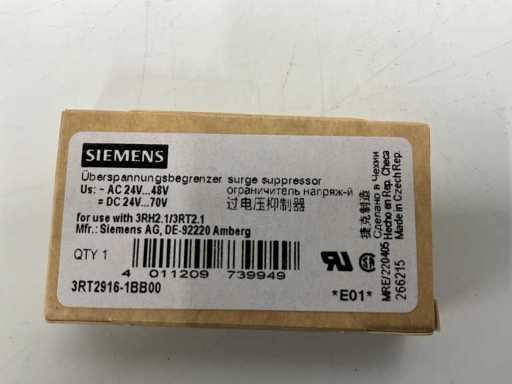 SIEMENS
Überspannungsbegrenzer surge suppressor
Us: ~ AC 24V...48V ограничитель напряж-й
= DC 24V...70V 过电压抑制器
for use with 3RH2.1/3RT2.1
Mfr.: Siemens AG, DE-92220 Amberg
QTY 1
4 011209 739949
3RT2916-1BB00
*E01*
捷克制造
Сделано в Чехии
Hecho en Rep. Checa
Made in Czech Rep.
MRE/220405
266215